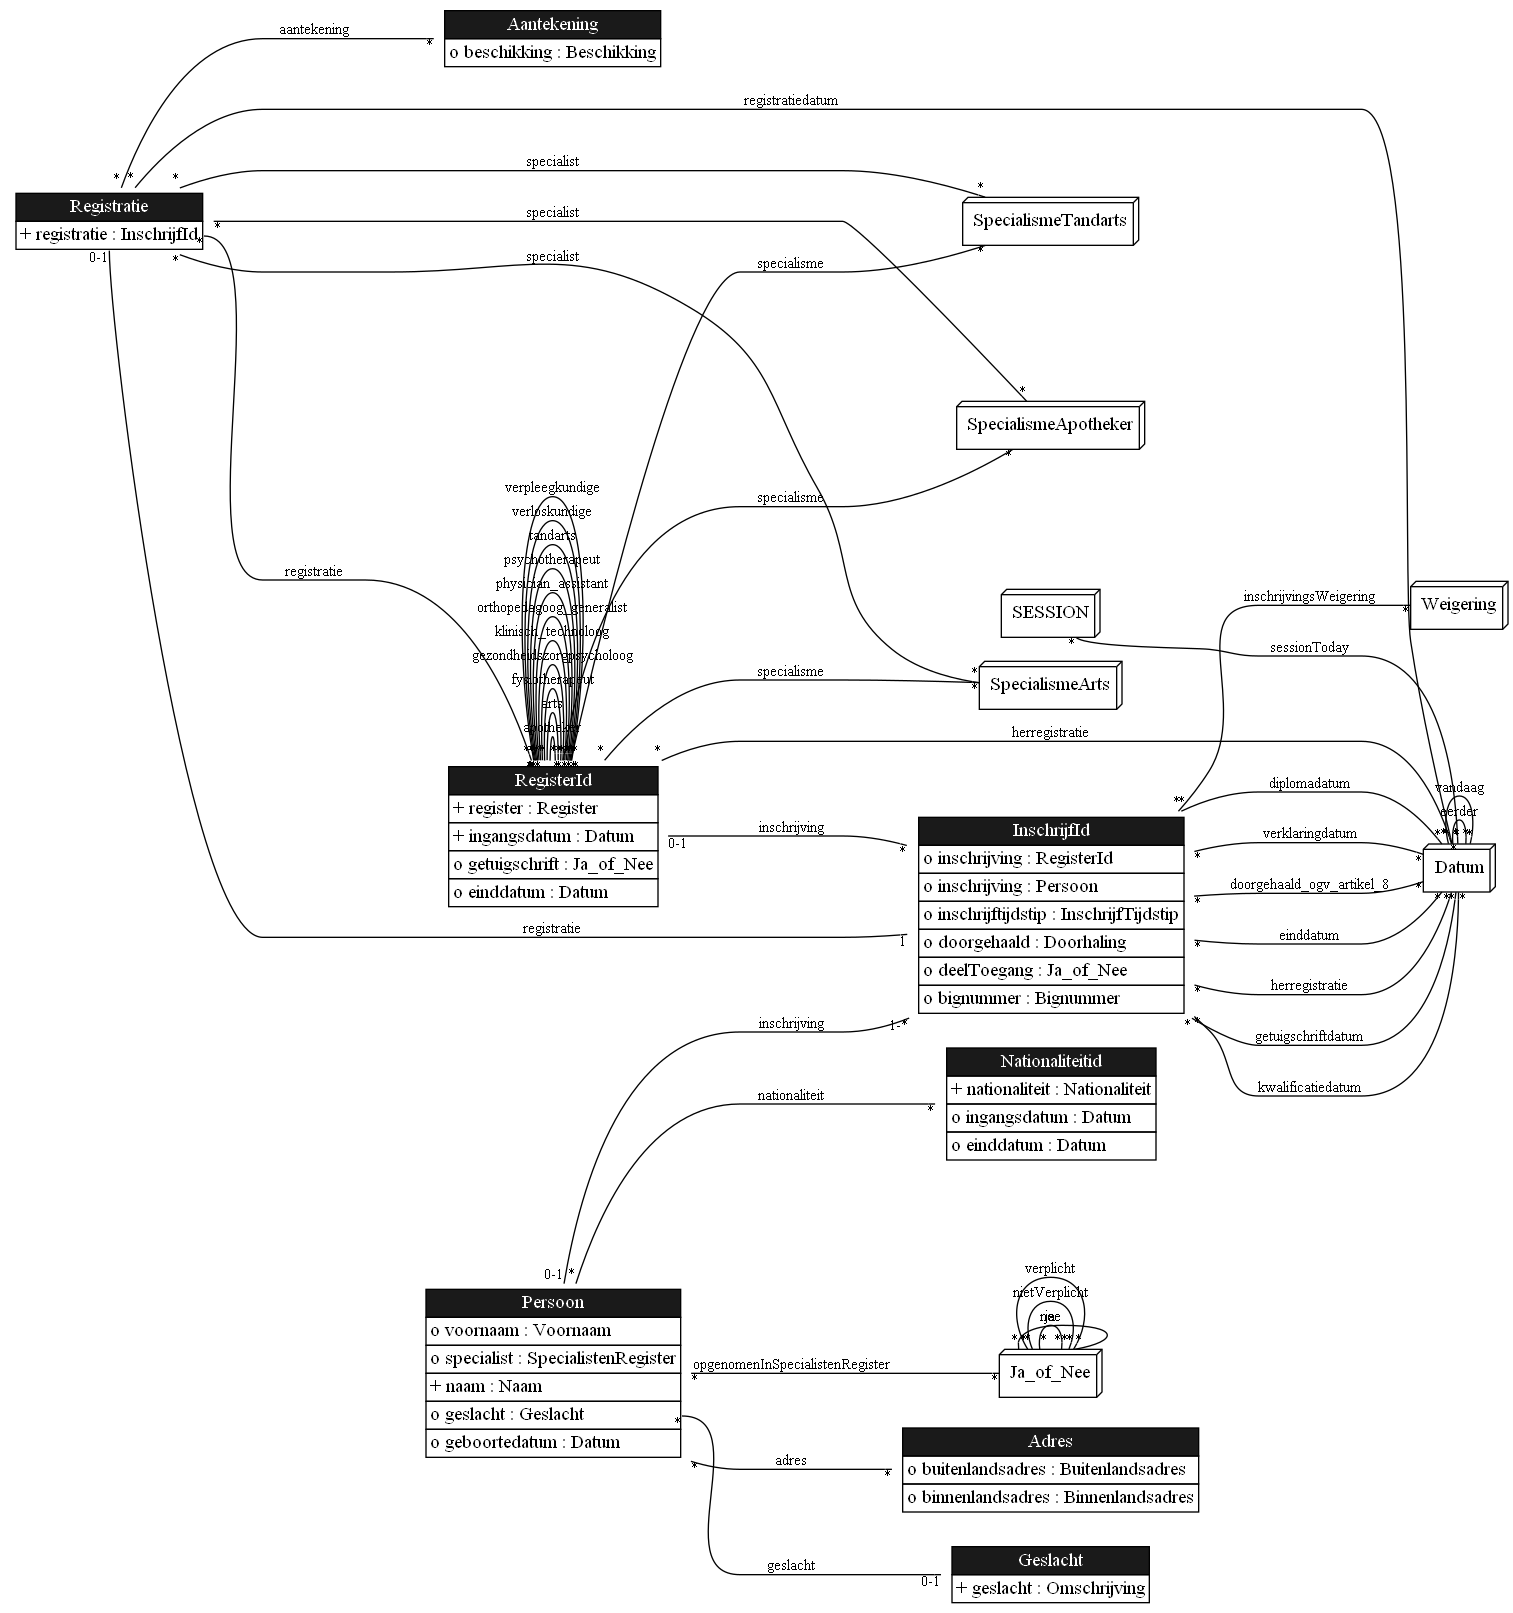 Aantekening
o beschikking : Beschikking
aantekening
*
registratiedatum
specialist
* * *
*
Registratie
+ registratie : InschrijfId
*
0-1
*
specialist
*
specialist
SpecialismeTandarts
*
specialisme
*
SpecialismeApotheker
*
specialisme
verpleegkundige
verloskundige
tandarts
psychotherapeut
physician_assistant
orthopedagoog_generalist
klinisch_technoloog
gezondheidszorgpsycholoog
fysiotherapeut
arts
apotheker
registratie
inschrijvingsWeigering
*
Weigering
SESSION
*
sessionToday
*
*
SpecialismeArts
specialisme
herregistratie
*
*
RegisterId
+ register : Register
+ ingangsdatum : Datum
o getuigschrift : Ja_of_Nee
o einddatum : Datum
inschrijving
0-1
*
registratie
1
**
diplomadatum
vandaag
eerder
InschrijfId
o inschrijving : RegisterId
o inschrijving : Persoon
o inschrijftijdstip : InschrijfTijdstip
o doorgehaald : Doorhaling
o deelToegang : Ja_of_Nee
o bignummer : Bignummer
verklaringdatum
*
*
Datum
doorgehaald_ogv_artikel_8
*
*
einddatum
*
herregistratie
*
getuigschriftdatum
kwalificatiedatum
inschrijving
1-*
Nationaliteitid
+ nationaliteit : Nationaliteit
o ingangsdatum : Datum
o einddatum : Datum
nationaliteit
*
0-1
*
Persoon
o voornaam : Voornaam
o specialist : SpecialistenRegister
+ naam : Naam
o geslacht : Geslacht
*
o geboortedatum : Datum
verplicht
nietVerplicht
opgenomenInSpecialistenRegister
*
*
Ja_of_Nee
adres
*
*
Adres
o buitenlandsadres : Buitenlandsadres
o binnenlandsadres : Binnenlandsadres
geslacht
0-1
Geslacht
+ geslacht : Omschrijving